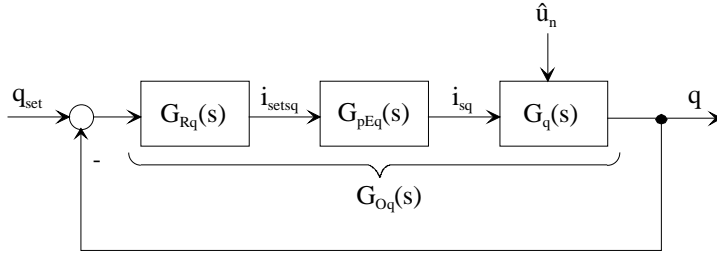 û_n
q_set
G_Rq(s)
i_setsq
G_pEq(s)
i_sq
G_q(s)
q
-
G_Oq(s)